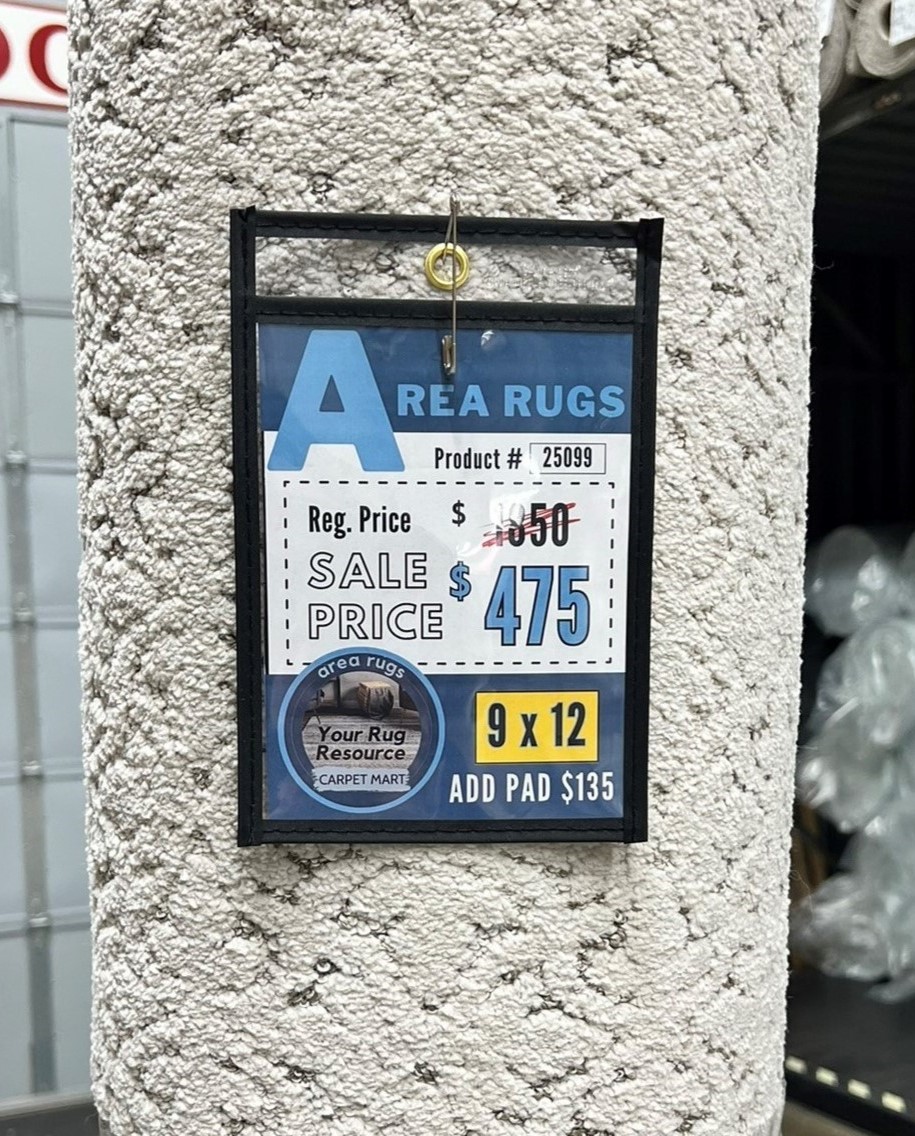 AREA RUGS
Product # 25099
Reg. Price $ 1350
SALE PRICE $ 475
area rugs
Your Rug
Resource
CARPET MART
9 x 12
ADD PAD $135